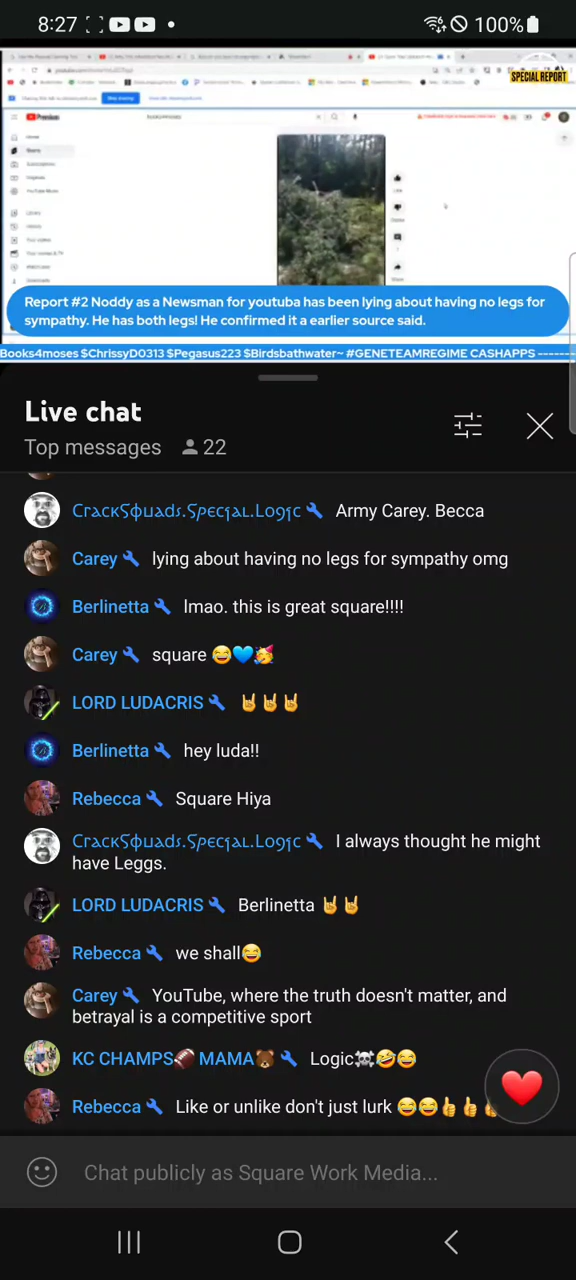 8:27
100%
SPECIAL REPORT
Premium
books4moses
Home
Library
Report #2 Noddy as a Newsman for youtuba has been lying about having no legs for
sympathy. He has both legs! He confirmed it a earlier source said.
Books4moses $ChrissyD0313 $Pegasus223 $Birdsbathwater~ #GENETEAMREGIME CASHAPPS -------
Live chat
Top messages 22
CrackSquads.Special.Logic Army Carey. Becca
Carey lying about having no legs for sympathy omg
Berlinetta lmao. this is great square!!!!
Carey square 😂💙🥳
LORD LUDACRIS 🤘🤘🤘
Berlinetta hey luda!!
Rebecca Square Hiya
CrackSquads.Special.Logic I always thought he might
have Leggs.
LORD LUDACRIS Berlinetta 🤘🤘
Rebecca we shall😂
Carey YouTube, where the truth doesn't matter, and
betrayal is a competitive sport
KC CHAMPS🏈 MAMA🐻 Logic☠️🤣😂
Rebecca Like or unlike don't just lurk 😂😂👍👍👍
Chat publicly as Square Work Media...